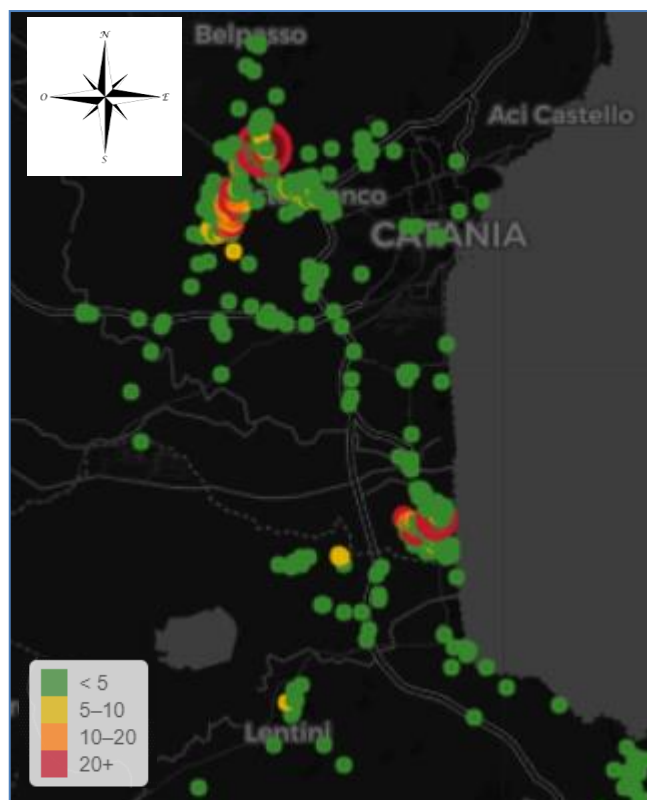 N
Belpasso
O
E
Aci Castello
S
CATANIA
< 5
5–10
10–20
20+
Lentini